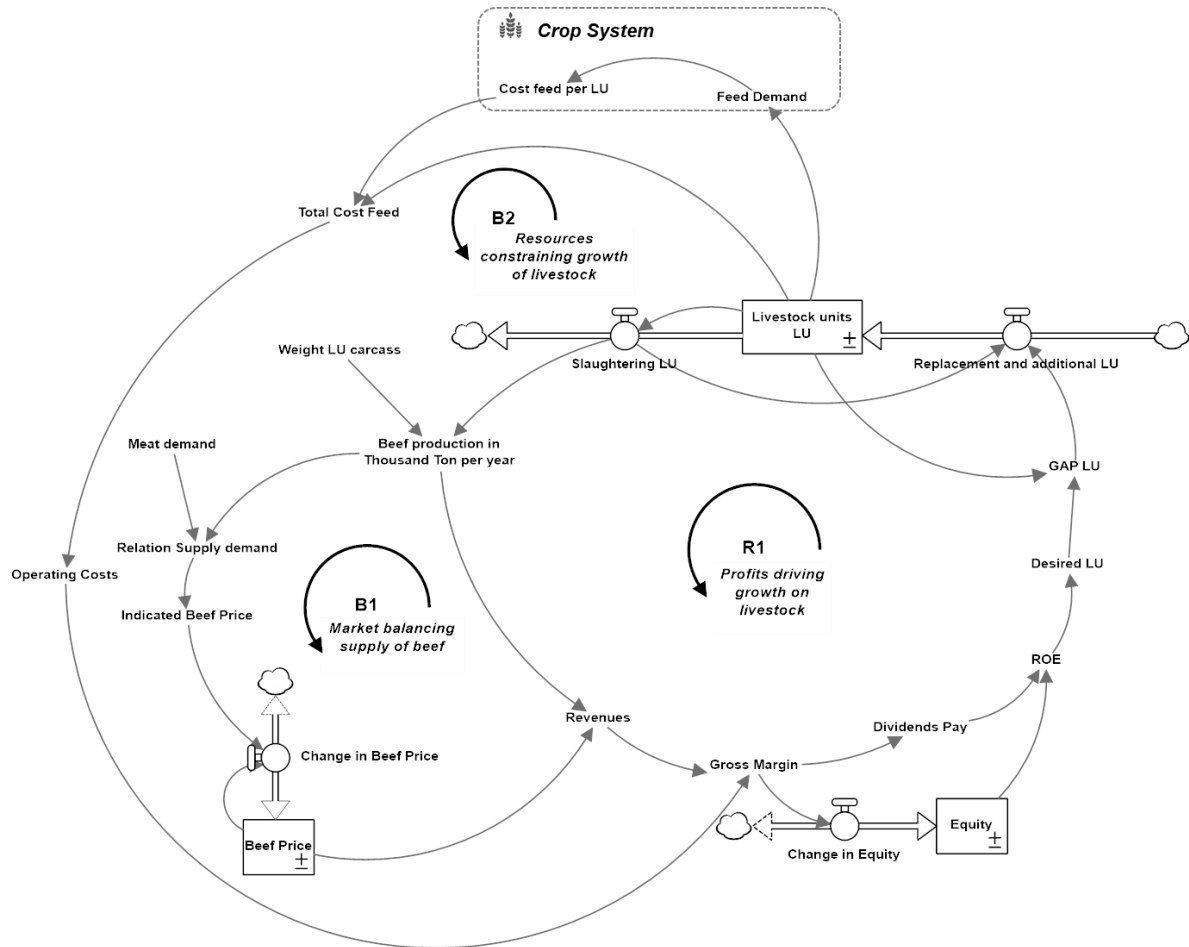 Crop System
Cost feed per LU
Feed Demand
Total Cost Feed
B2
Resources
constraining growth
of livestock
Livestock units
LU
±
Weight LU carcass
Slaughtering LU
Replacement and additional LU
Meat demand
Beef production in
Thousand Ton per year
GAP LU
Relation Supply demand
R1
Operating Costs
Desired LU
Profits driving
growth on
livestock
Indicated Beef Price
B1
Market balancing
supply of beef
ROE
Revenues
Dividends Pay
Change in Beef Price
Gross Margin
Beef Price
±
Equity
±
Change in Equity